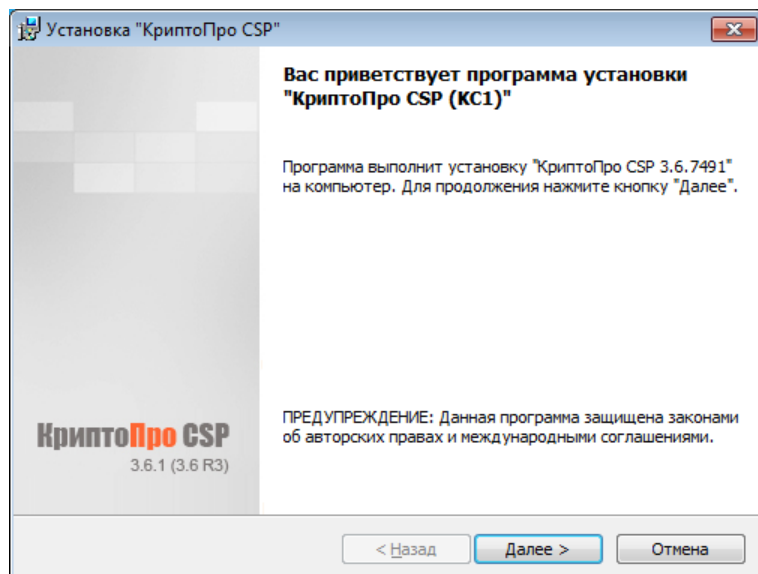 Установка "КриптоПро CSP"
Вас приветствует программа установки
"КриптоПро CSP (KC1)"
Программа выполнит установку "КриптоПро CSP 3.6.7491"
на компьютер. Для продолжения нажмите кнопку "Далее".
КриптоПро CSP
3.6.1 (3.6 R3)
ПРЕДУПРЕЖДЕНИЕ: Данная программа защищена законами
об авторских правах и международными соглашениями.
< Назад
Далее >
Отмена